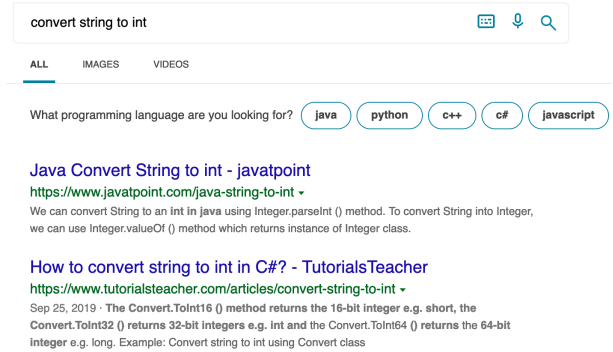 convert string to int
ALL IMAGES VIDEOS
What programming language are you looking for? java python c++ c# javascript
Java Convert String to int - javatpoint
https://www.javatpoint.com/java-string-to-int
We can convert String to an int in java using Integer.parseInt () method. To convert String into Integer,
we can use Integer.valueOf () method which returns instance of Integer class.
How to convert string to int in C#? - TutorialsTeacher
https://www.tutorialsteacher.com/articles/convert-string-to-int
Sep 25, 2019 · The Convert.ToInt16 () method returns the 16-bit integer e.g. short, the
Convert.ToInt32 () returns 32-bit integers e.g. int and the Convert.ToInt64 () returns the 64-bit
integer e.g. long. Example: Convert string to int using Convert class